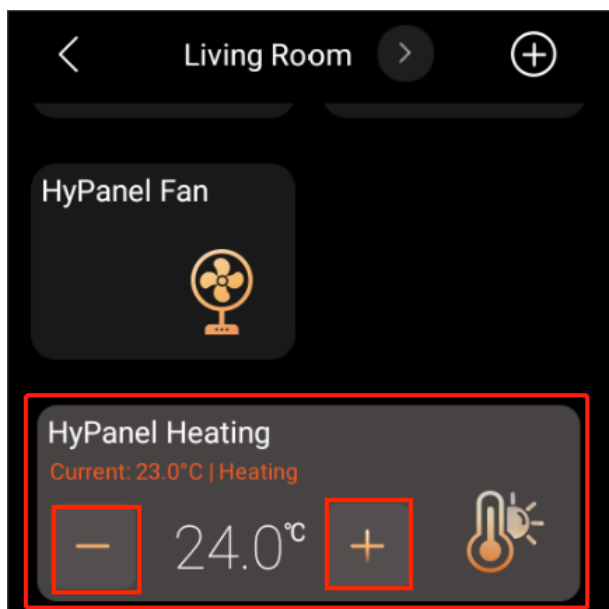 Living Room
HyPanel Fan
HyPanel Heating
Current: 23.0°C | Heating
24.0°C